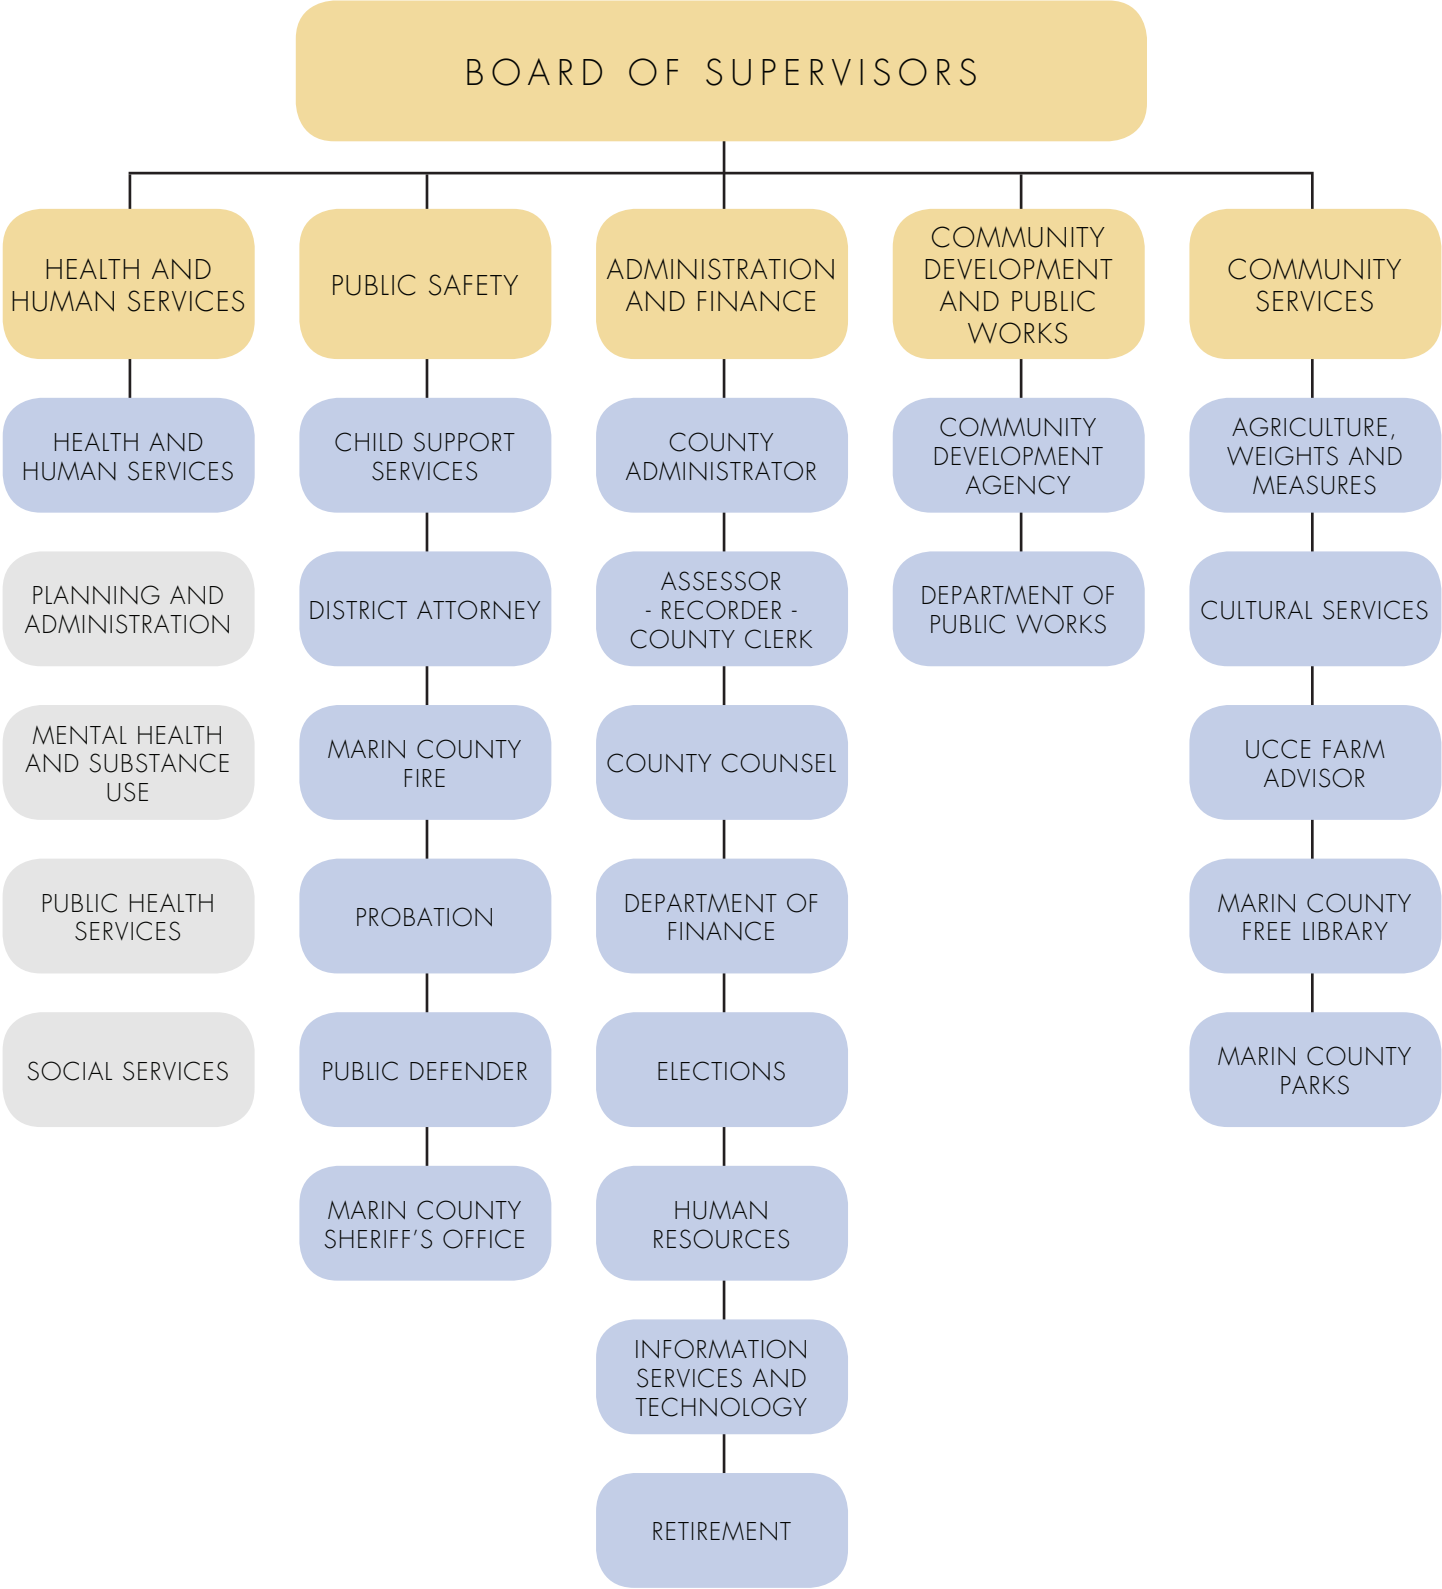 BOARD OF SUPERVISORS
HEALTH AND
HUMAN SERVICES
PUBLIC SAFETY
ADMINISTRATION
AND FINANCE
COMMUNITY
DEVELOPMENT
AND PUBLIC
WORKS
COMMUNITY
SERVICES
HEALTH AND
HUMAN SERVICES
PLANNING AND
ADMINISTRATION
MENTAL HEALTH
AND SUBSTANCE
USE
PUBLIC HEALTH
SERVICES
SOCIAL SERVICES
CHILD SUPPORT
SERVICES
DISTRICT ATTORNEY
MARIN COUNTY
FIRE
PROBATION
PUBLIC DEFENDER
MARIN COUNTY
SHERIFF’S OFFICE
COUNTY
ADMINISTRATOR
ASSESSOR
- RECORDER -
COUNTY CLERK
COUNTY COUNSEL
DEPARTMENT OF
FINANCE
ELECTIONS
HUMAN
RESOURCES
INFORMATION
SERVICES AND
TECHNOLOGY
RETIREMENT
COMMUNITY
DEVELOPMENT
AGENCY
DEPARTMENT OF
PUBLIC WORKS
AGRICULTURE,
WEIGHTS AND
MEASURES
CULTURAL SERVICES
UCCE FARM
ADVISOR
MARIN COUNTY
FREE LIBRARY
MARIN COUNTY
PARKS